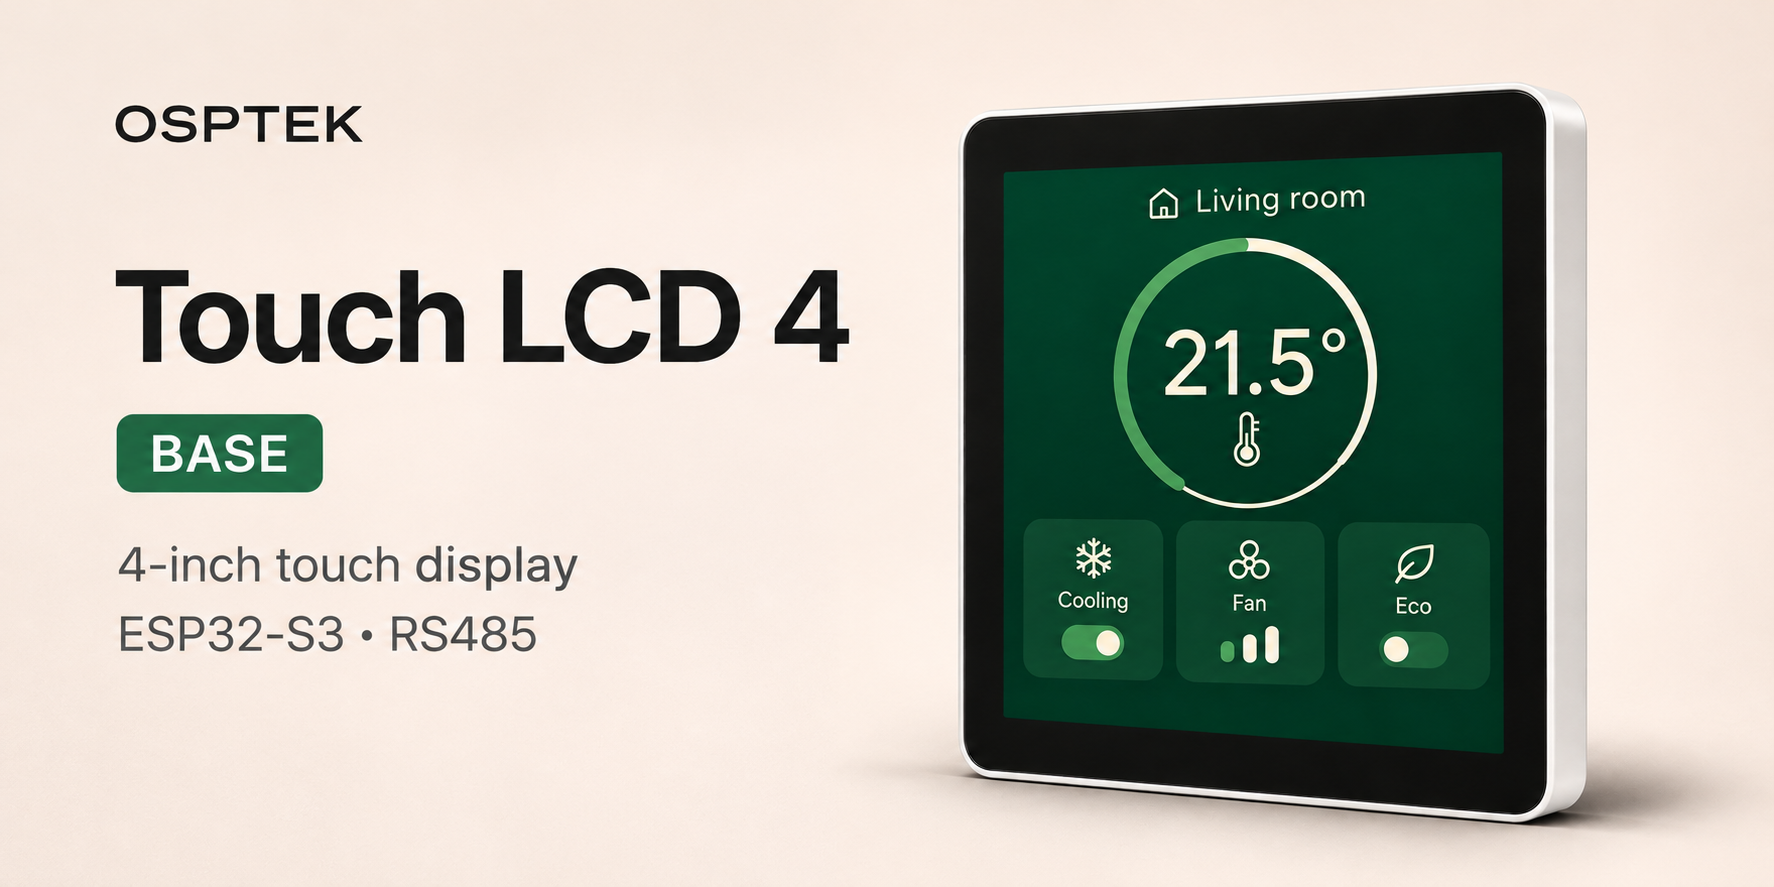 OSPTEK
Touch LCD 4
BASE
4-inch touch display
ESP32-S3 • RS485
Living room
21.5°
Cooling
Fan
Eco